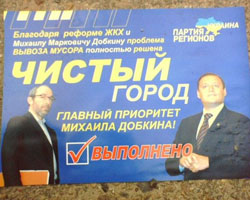 Благодаря реформе ЖКХ и
Михаилу Марковичу Добкину проблема
ВЫВОЗА МУСОРА полностью решена
УКРАИНА
ПАРТИЯ
РЕГИОНОВ
ЧИСТЫЙ
ГОРОД
ГЛАВНЫЙ ПРИОРИТЕТ
МИХАИЛА ДОБКИНА!
ВЫПОЛНЕНО